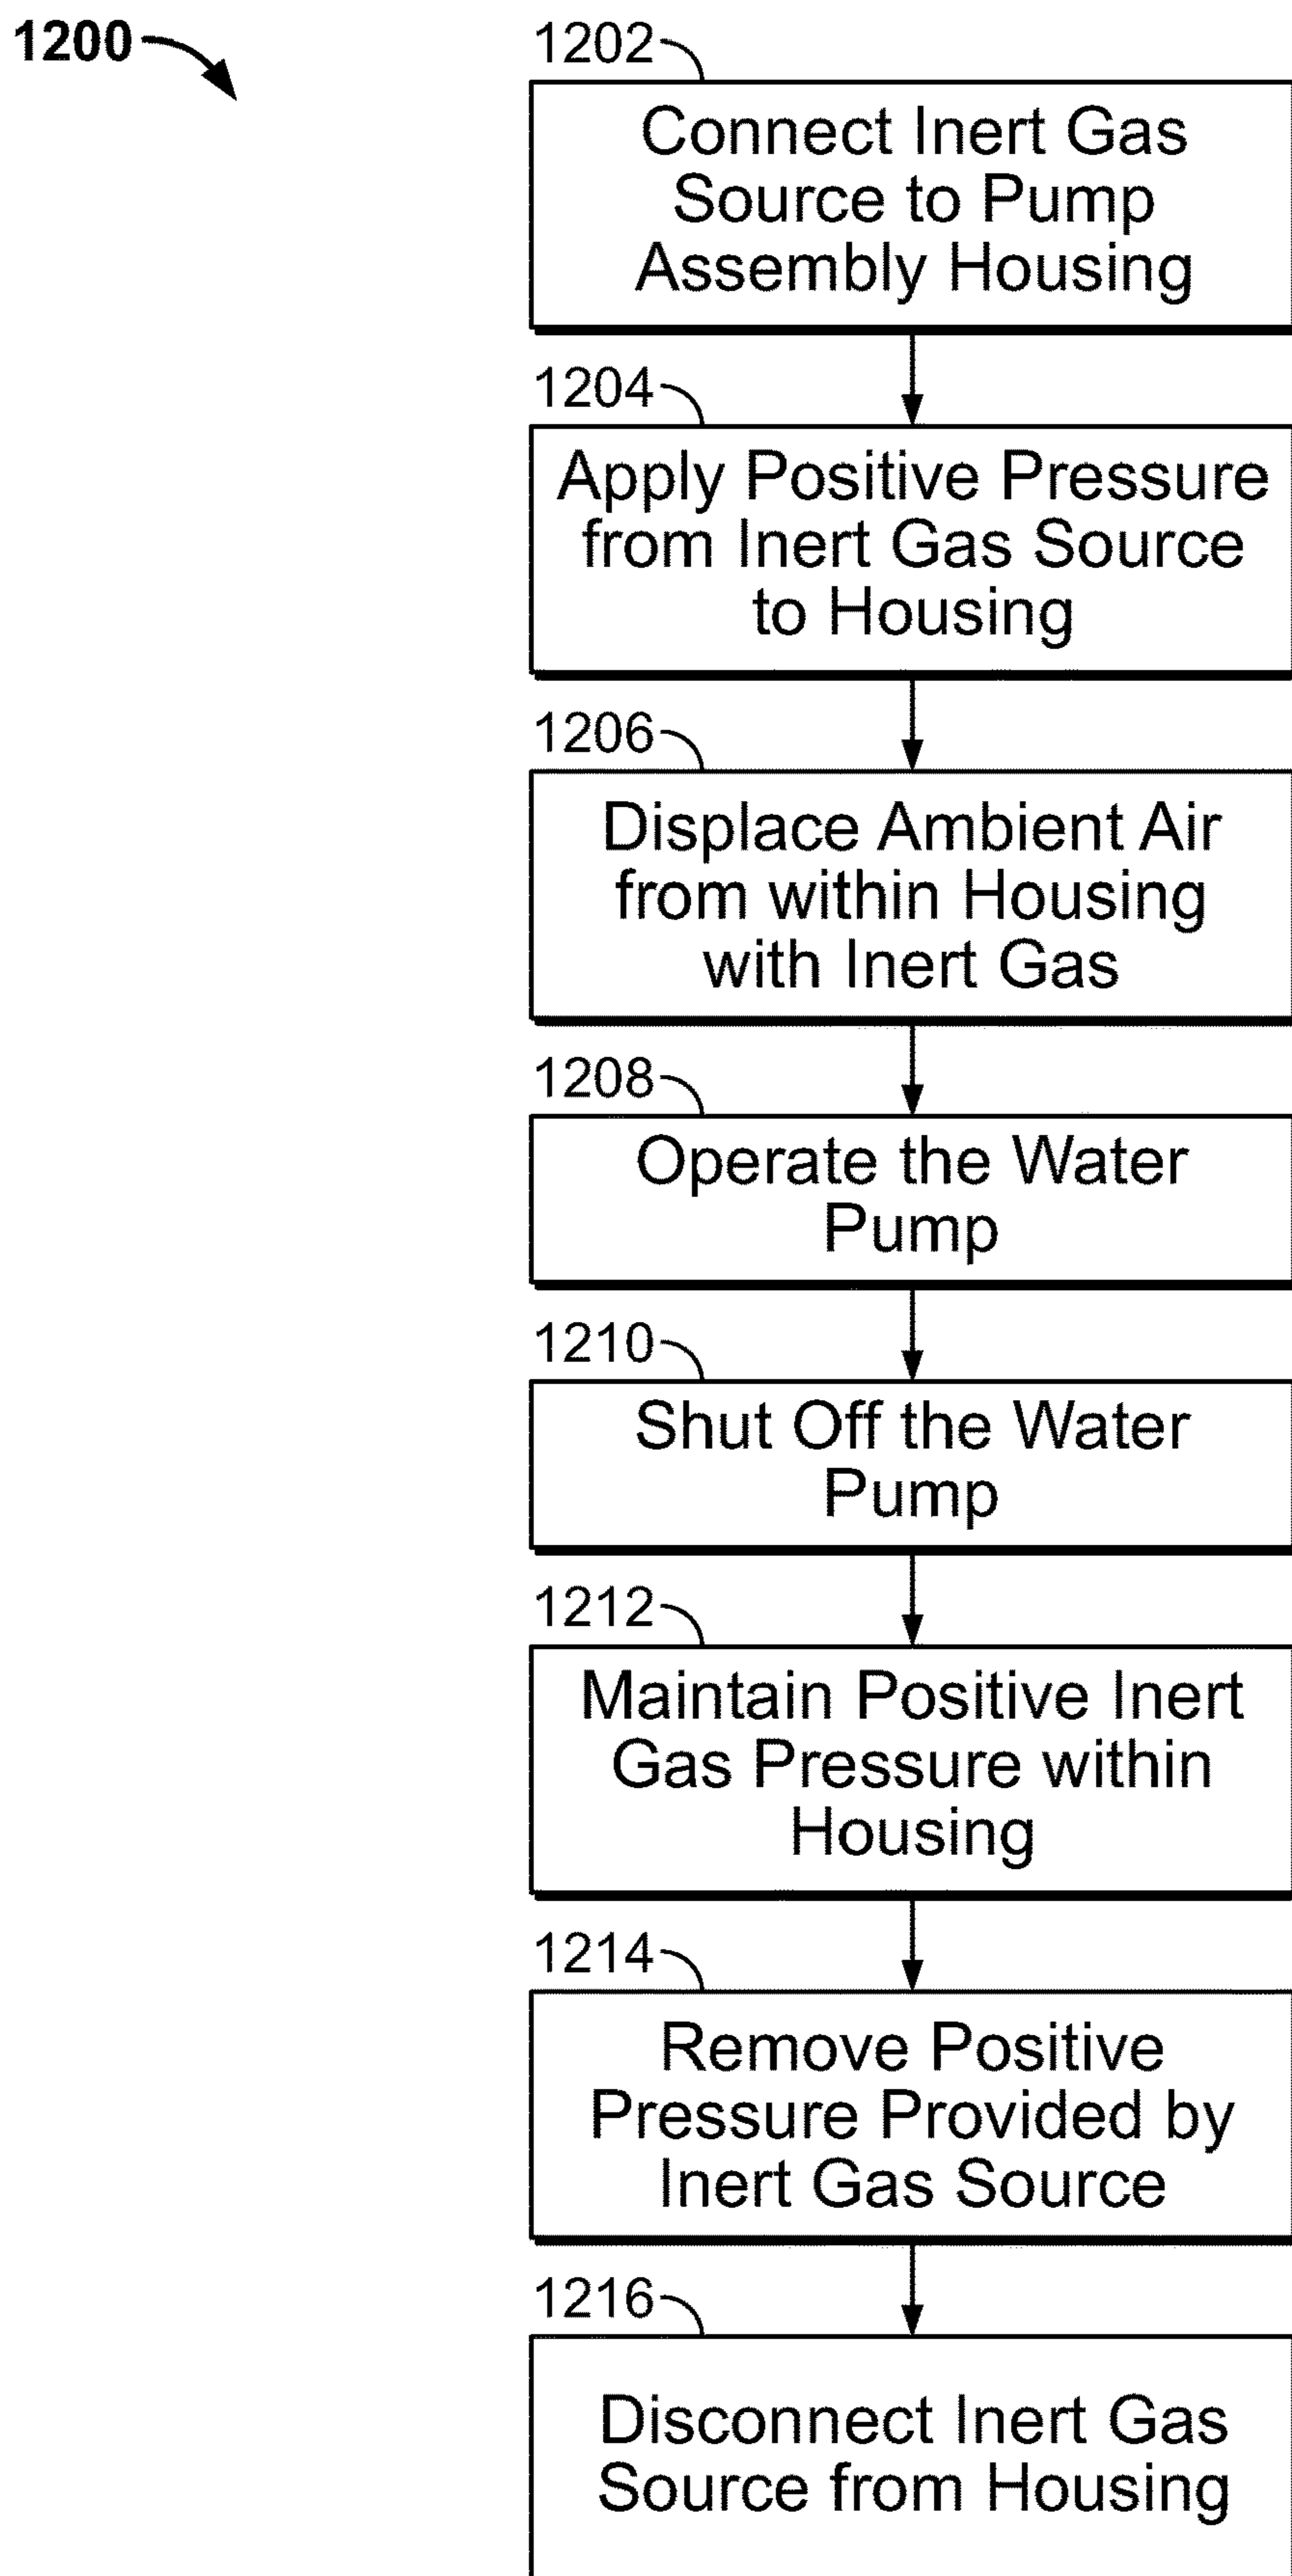 1200
1202
Connect Inert Gas
Source to Pump
Assembly Housing
1204
Apply Positive Pressure
from Inert Gas Source
to Housing
1206
Displace Ambient Air
from within Housing
with Inert Gas
1208
Operate the Water
Pump
1210
Shut Off the Water
Pump
1212
Maintain Positive Inert
Gas Pressure within
Housing
1214
Remove Positive
Pressure Provided by
Inert Gas Source
1216
Disconnect Inert Gas
Source from Housing